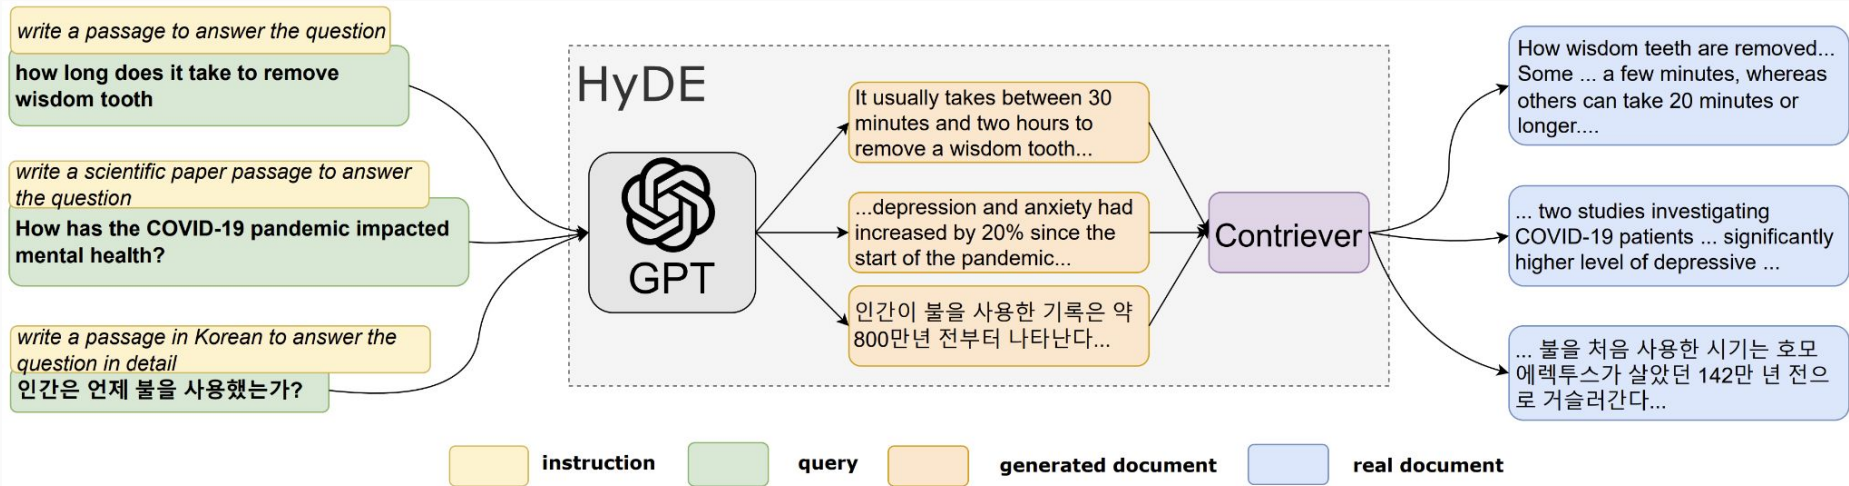 write a passage to answer the question
how long does it take to remove
wisdom tooth
write a scientific paper passage to answer
the question
How has the COVID-19 pandemic impacted
mental health?
write a passage in Korean to answer the
question in detail
인간은 언제 불을 사용했는가?
HyDE
GPT
It usually takes between 30
minutes and two hours to
remove a wisdom tooth...
...depression and anxiety had
increased by 20% since the
start of the pandemic...
인간이 불을 사용한 기록은 약
800만년 전부터 나타난다...
Contriever
How wisdom teeth are removed...
Some ... a few minutes, whereas
others can take 20 minutes or
longer....
... two studies investigating
COVID-19 patients ... significantly
higher level of depressive ...
... 불을 처음 사용한 시기는 호모
에렉투스가 살았던 142만 년 전으
로 거슬러간다...
instruction
query
generated document
real document